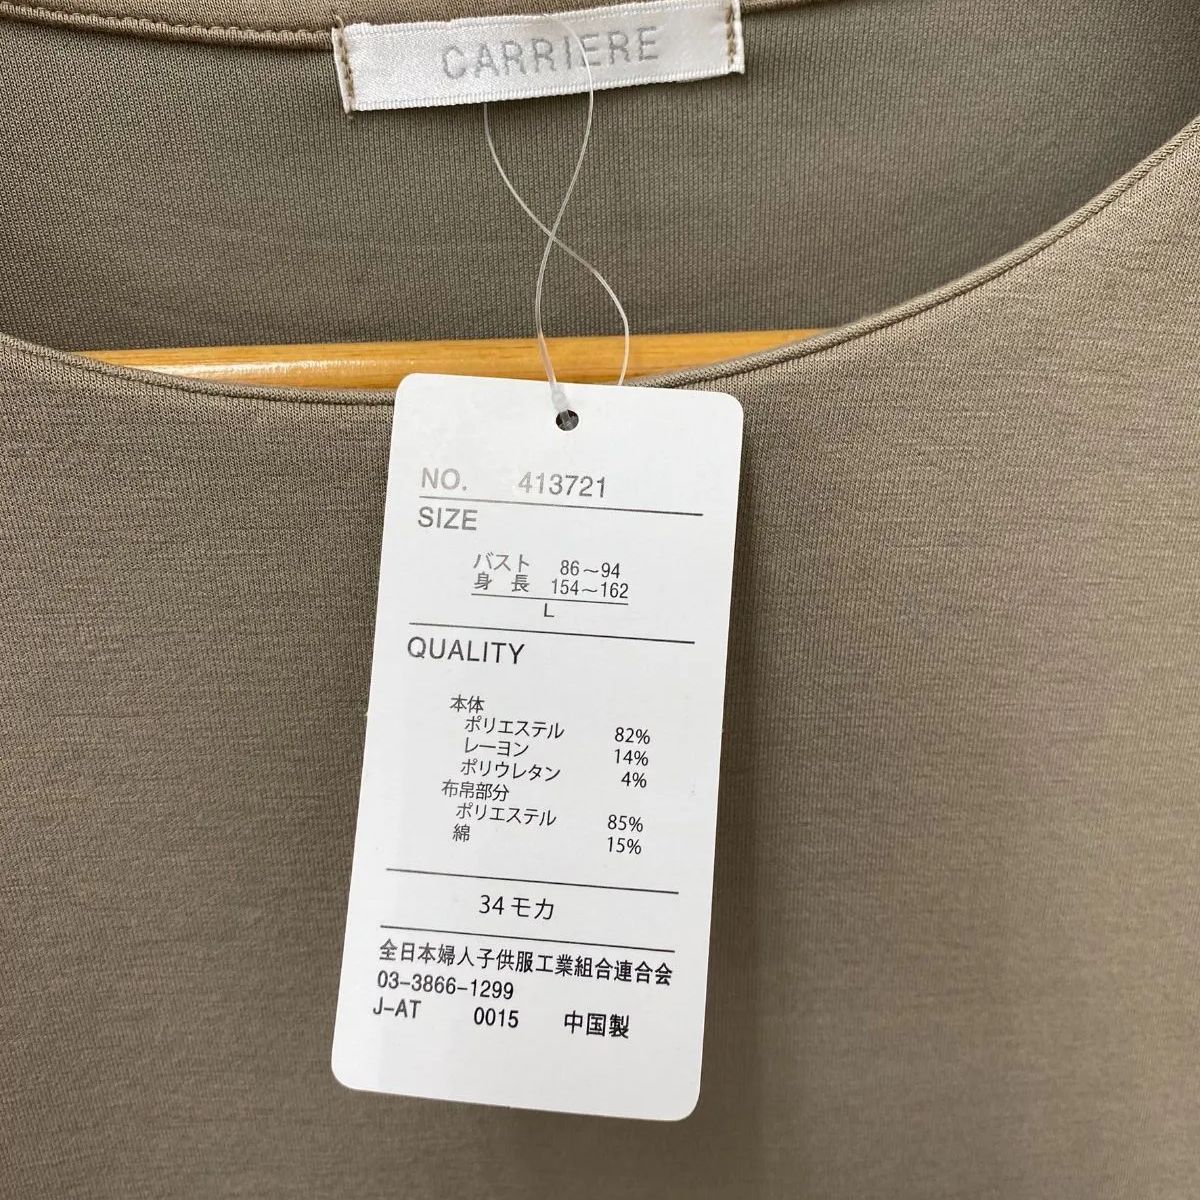 CARRIERE
NO. 413721
SIZE
バスト 86〜94
身長 154〜162
L
QUALITY
本体
ポリエステル 82%
レーヨン 14%
ポリウレタン 4%
布帛部分
ポリエステル 85%
綿 15%
34モカ
全日本婦人子供服工業組合連合会
03-3866-1299
J-AT 0015 中国製